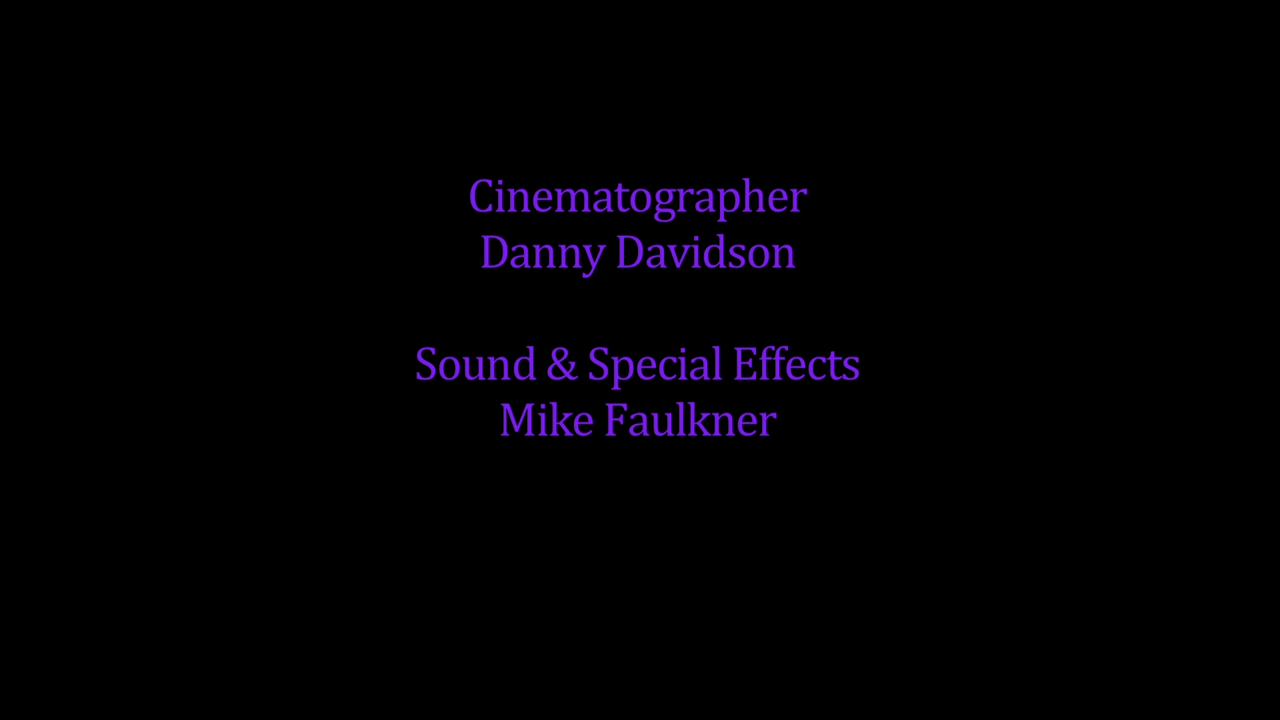 Cinematographer
Danny Davidson
Sound & Special Effects
Mike Faulkner